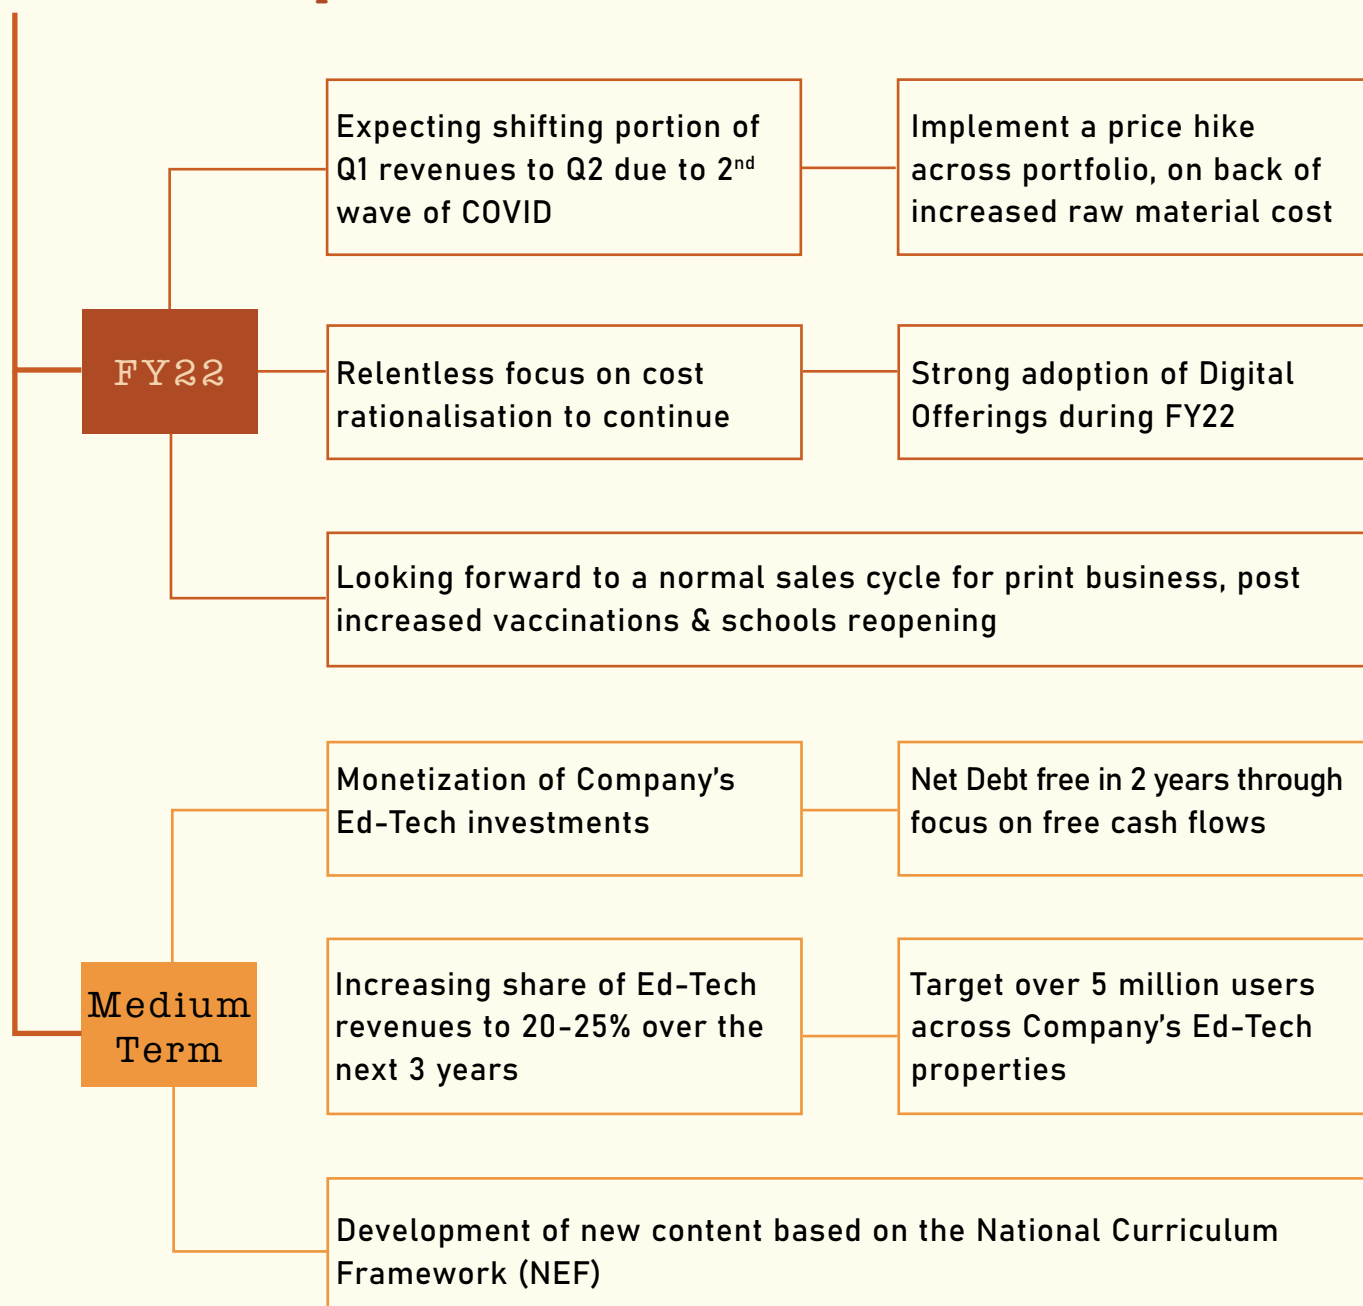 Expecting shifting portion of
Q1 revenues to Q2 due to 2nd
wave of COVID
Implement a price hike
across portfolio, on back of
increased raw material cost
FY22
Relentless focus on cost
rationalisation to continue
Strong adoption of Digital
Offerings during FY22
Looking forward to a normal sales cycle for print business, post
increased vaccinations & schools reopening
Monetization of Company's
Ed-Tech investments
Net Debt free in 2 years through
focus on free cash flows
Medium
Term
Increasing share of Ed-Tech
revenues to 20-25% over the
next 3 years
Target over 5 million users
across Company's Ed-Tech
properties
Development of new content based on the National Curriculum
Framework (NEF)